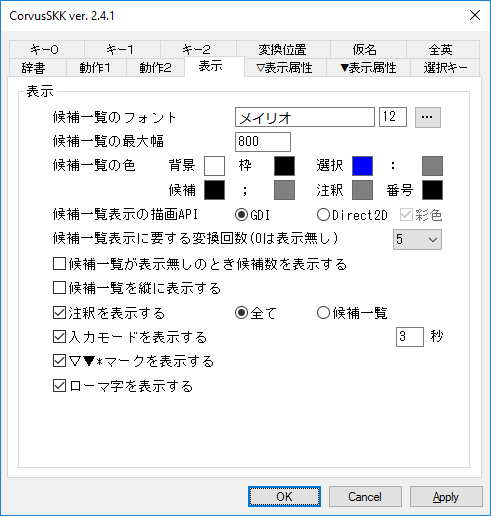 CorvusSKK ver. 2.4.1
キー0 キー1 キー2 変換位置 仮名 全英
辞書 動作1 動作2 表示 ▽表示属性 ▼表示属性 選択キー
表示
候補一覧のフォント メイリオ 12 ...
候補一覧の最大幅 800
候補一覧の色 背景 枠 選択 :
候補 ; 注釈 番号
候補一覧表示の描画API GDI Direct2D 彩色
候補一覧表示に要する変換回数(0は表示無し) 5
候補一覧が表示無しのとき候補数を表示する
候補一覧を縦に表示する
注釈を表示する 全て 候補一覧
入力モードを表示する 3 秒
▽▼*マークを表示する
ローマ字を表示する
OK Cancel Apply